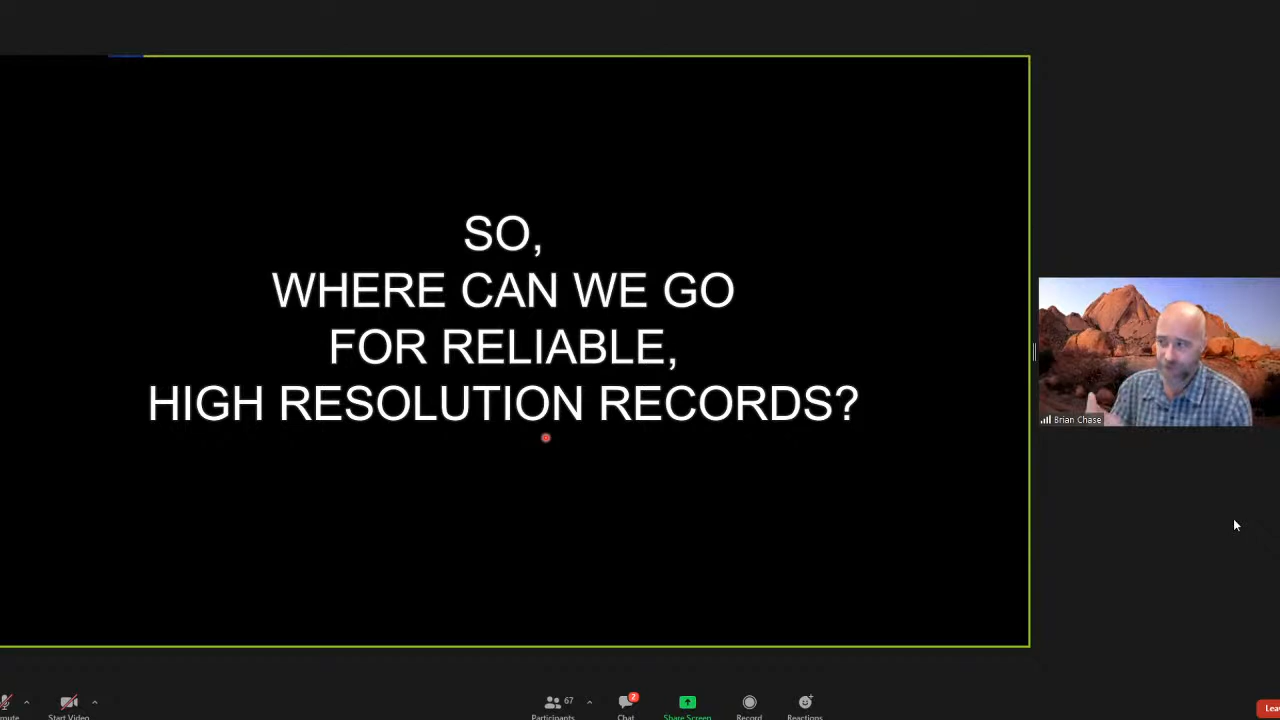 SO,
WHERE CAN WE GO
FOR RELIABLE,
HIGH RESOLUTION RECORDS?
Brian Chase
Start Video
67
Participants
2
Chat
Share Screen
Record
Reactions